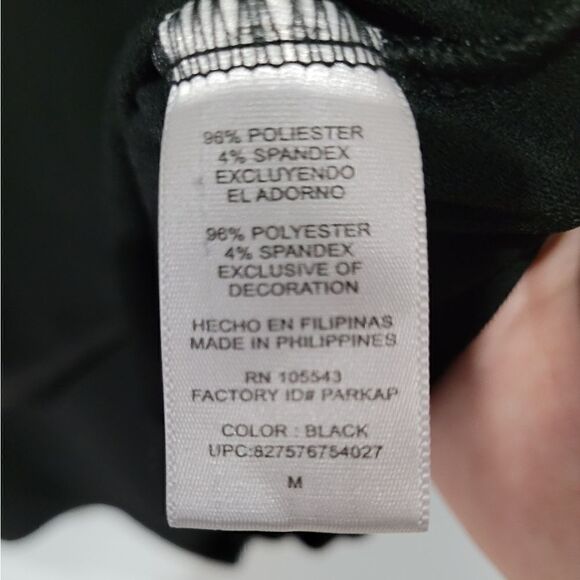 96% POLIESTER
4% SPANDEX
EXCLUYENDO
EL ADORNO
96% POLYESTER
4% SPANDEX
EXCLUSIVE OF
DECORATION
HECHO EN FILIPINAS
MADE IN PHILIPPINES
RN 105543
FACTORY ID# PARKAP
COLOR : BLACK
UPC:827576754027
M